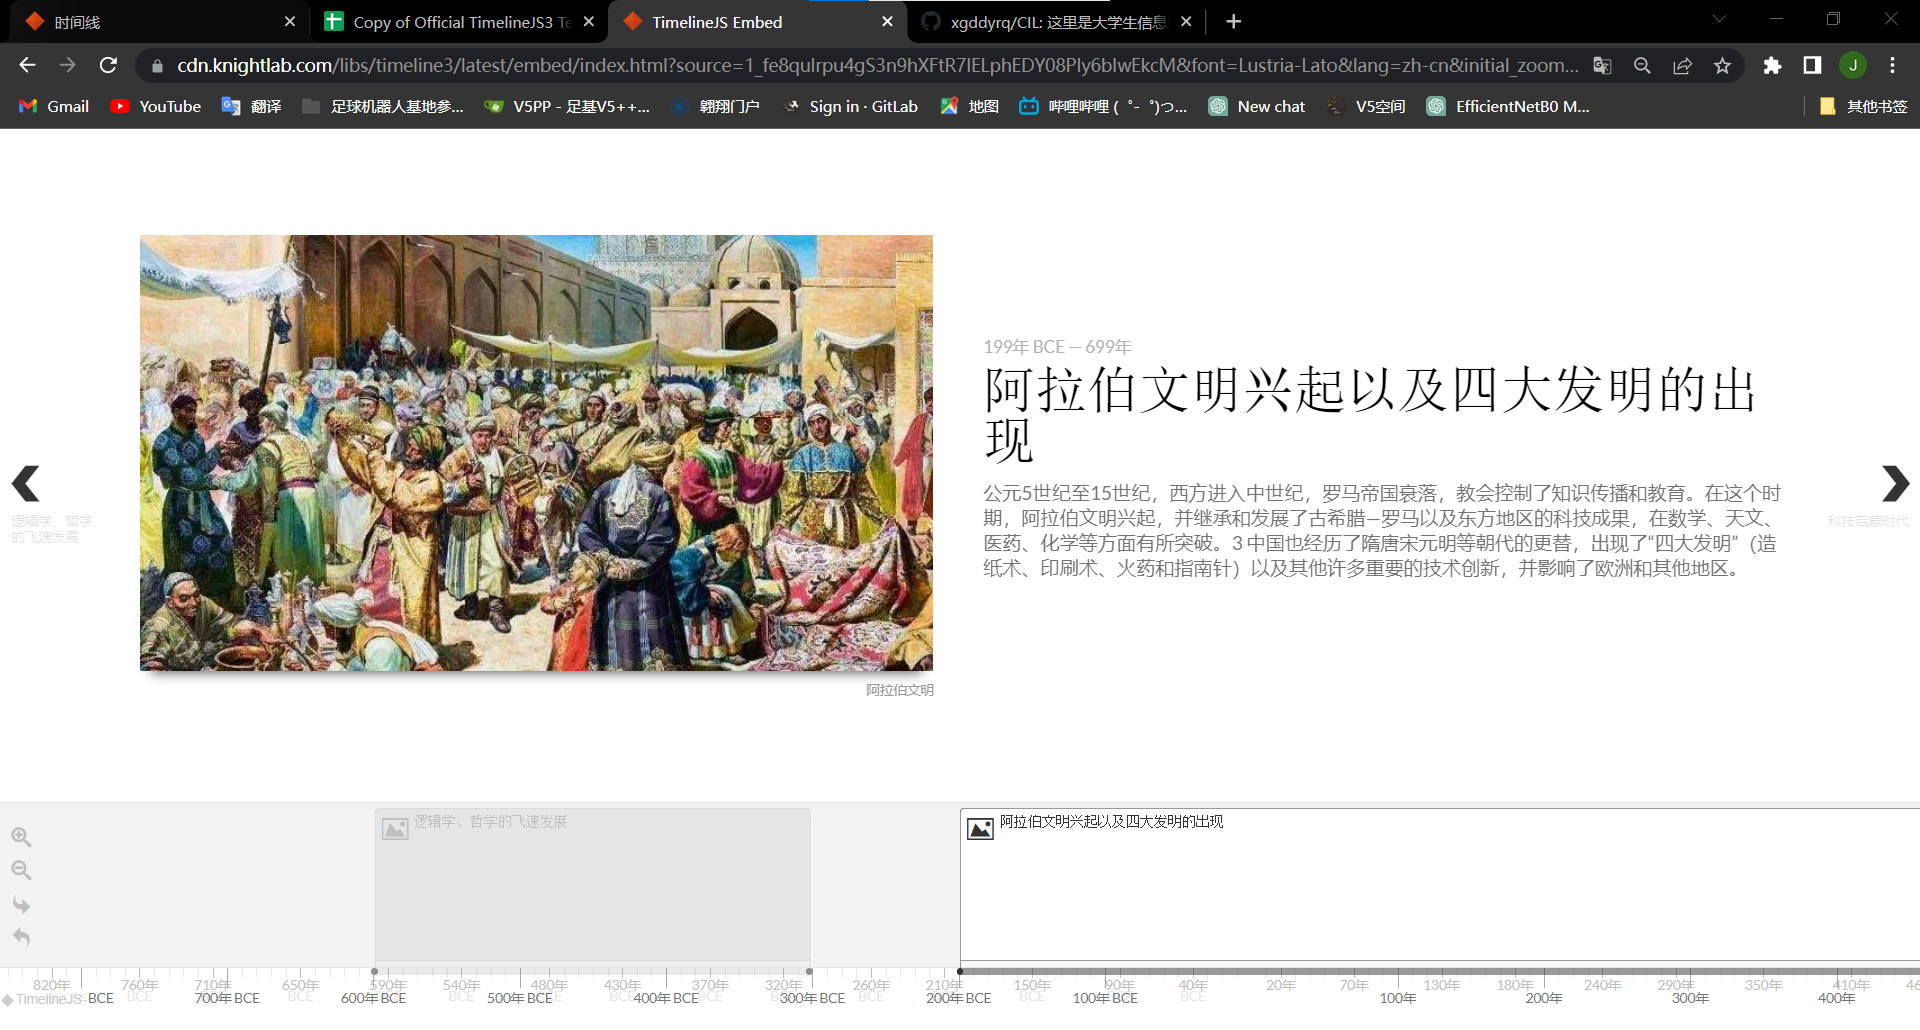 时间线
Copy of Official TimelineJS3 Te
TimelineJS Embed
xgddyrq/CIL: 这里是大学生信息
cdn.knightlab.com/libs/timeline3/latest/embed/index.html?source=1_fe8qulrpu4gS3n9hXFtR7IELphEDY08Ply6bIwEkcM&font=Lustria-Lato&lang=zh-cn&initial_zoom...
J
Gmail
YouTube
翻译
足球机器人基地参...
V5PP - 足基V5++...
翱翔门户
Sign in · GitLab
地图
哔哩哔哩 (゜-゜)つ...
New chat
V5空间
EfficientNetB0 M...
其他书签
199年 BCE — 699年
阿拉伯文明兴起以及四大发明的出
现
公元5世纪至15世纪，西方进入中世纪，罗马帝国衰落，教会控制了知识传播和教育。在这个时
期，阿拉伯文明兴起，并继承和发展了古希腊—罗马以及东方地区的科技成果，在数学、天文、
医药、化学等方面有所突破。3 中国也经历了隋唐宋元明等朝代的更替，出现了“四大发明”（造
纸术、印刷术、火药和指南针）以及其他许多重要的技术创新，并影响了欧洲和其他地区。
逻辑学、哲学
的飞速发展
科技启蒙时代
阿拉伯文明
逻辑学、哲学的飞速发展
阿拉伯文明兴起以及四大发明的出现
820年 760年 BCE 710年 650年 BCE 590年 540年 BCE 480年 BCE 430年 BCE 370年 BCE 320年 260年 BCE 210年 150年 BCE 90年 40年 BCE 20年 70年 130年 180年 240年 290年 350年 410年 46
TimelineJS BCE 700年 BCE 600年 BCE 500年 BCE 400年 BCE 300年 BCE 200年 BCE 100年 BCE 100年 200年 300年 400年